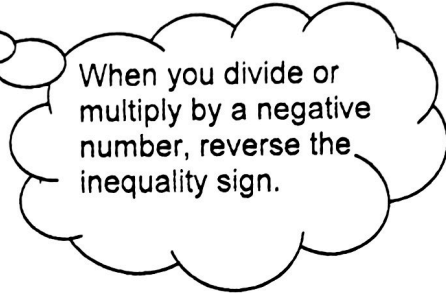 When you divide or
multiply by a negative
number, reverse the
inequality sign.